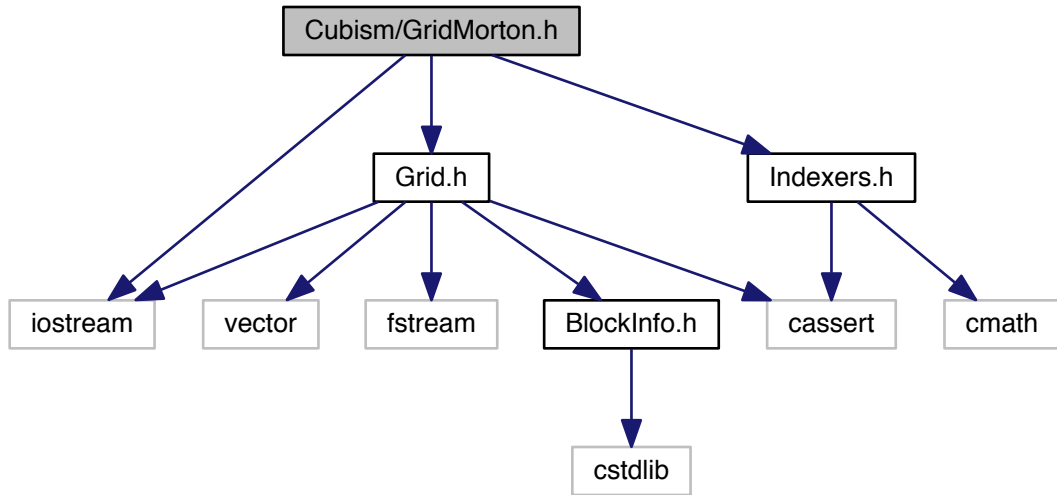 Cubism/GridMorton.h
Grid.h
Indexers.h
iostream
vector
fstream
BlockInfo.h
cassert
cmath
cstdlib